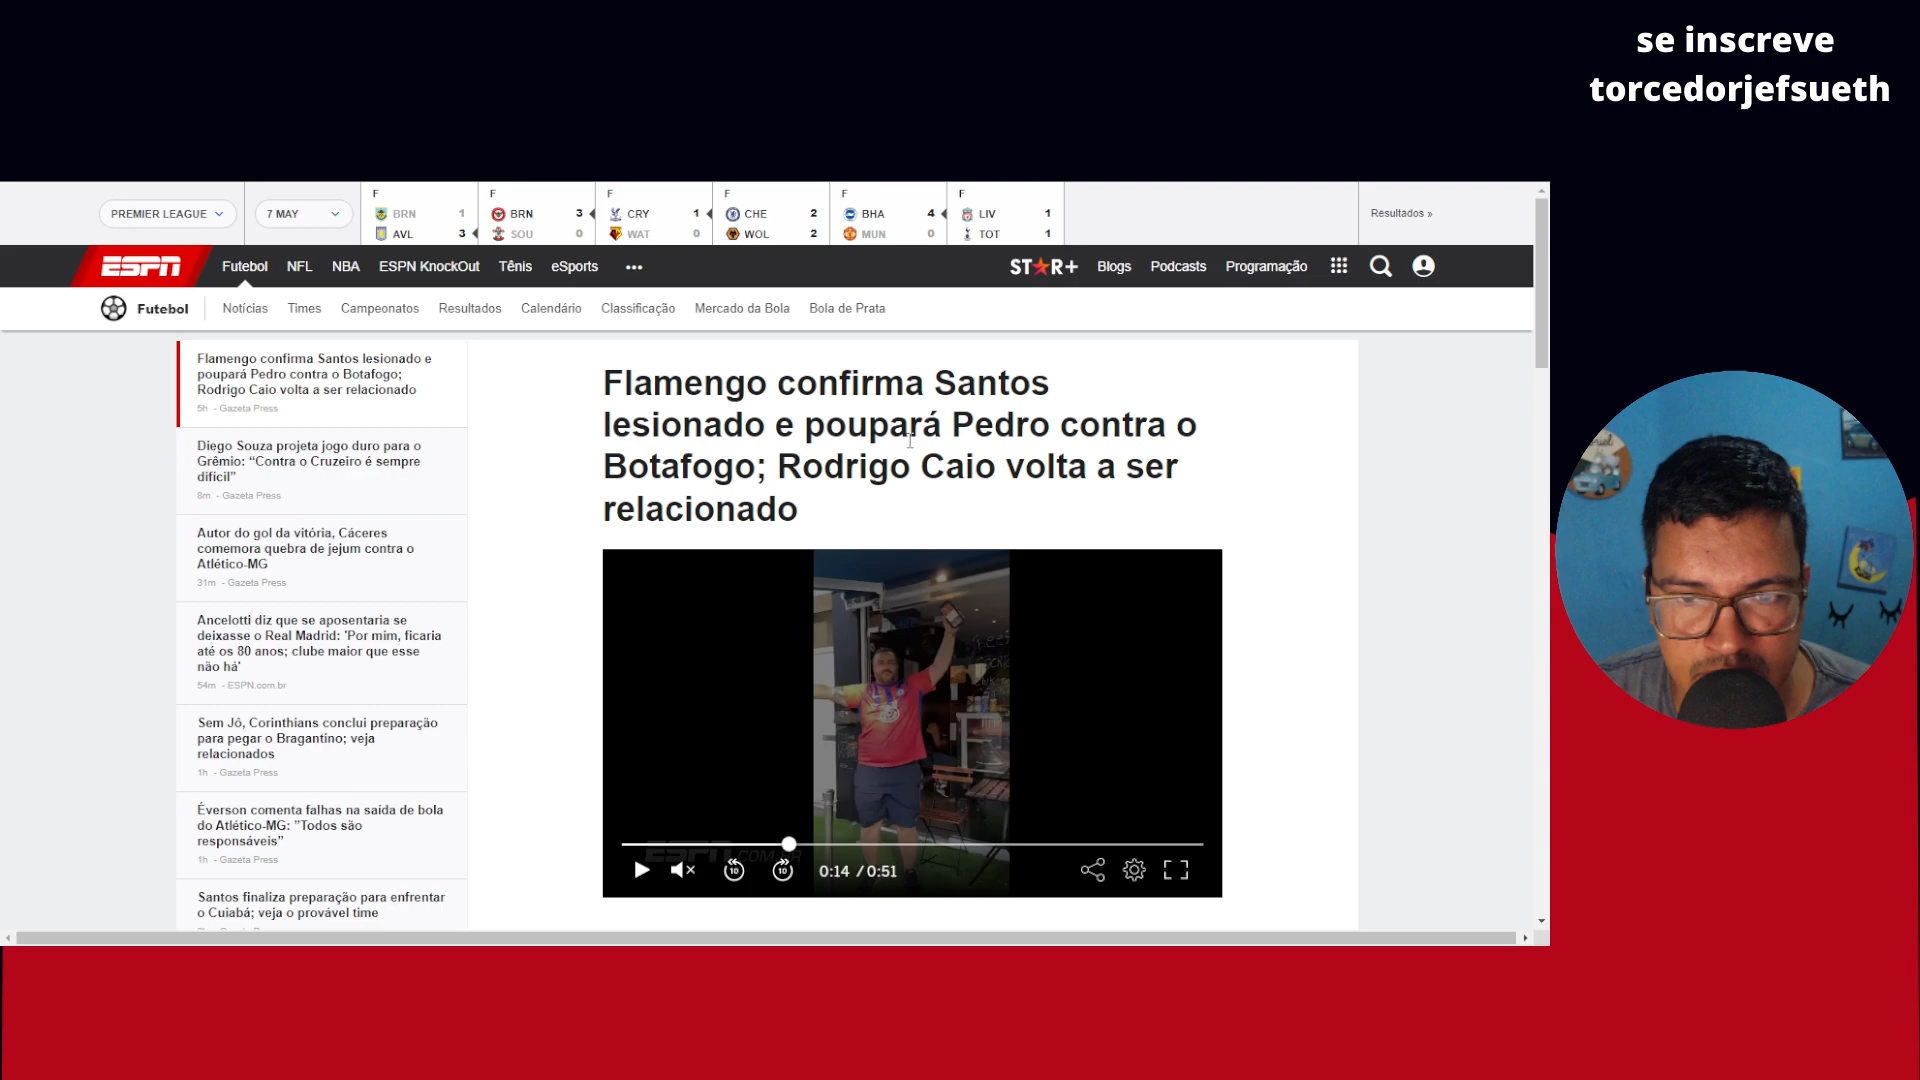 se inscreve
torcedorjefsueth
PREMIER LEAGUE
7 MAY
F
BRN 1
AVL 3
F
BRN 3
SOU 0
F
CRY 1
WAT 0
F
CHE 2
WOL 2
F
BHA 4
MUN 0
F
LIV 1
TOT 1
Resultados »
ESPN
Futebol
NFL
NBA
ESPN KnockOut
Tênis
eSports
•••
ST★R+
Blogs
Podcasts
Programação
Futebol
Notícias
Times
Campeonatos
Resultados
Calendário
Classificação
Mercado da Bola
Bola de Prata
Flamengo confirma Santos lesionado e
poupará Pedro contra o Botafogo;
Rodrigo Caio volta a ser relacionado
5h - Gazeta Press
Diego Souza projeta jogo duro para o
Grêmio: “Contra o Cruzeiro é sempre
difícil”
8m - Gazeta Press
Autor do gol da vitória, Cáceres
comemora quebra de jejum contra o
Atlético-MG
31m - Gazeta Press
Ancelotti diz que se aposentaria se
deixasse o Real Madrid: 'Por mim, ficaria
até os 80 anos; clube maior que esse
não há'
54m - ESPN.com.br
Sem Jô, Corinthians conclui preparação
para pegar o Bragantino; veja
relacionados
1h - Gazeta Press
Éverson comenta falhas na saída de bola
do Atlético-MG: ”Todos são
responsáveis”
1h - Gazeta Press
Santos finaliza preparação para enfrentar
o Cuiabá; veja o provável time
Flamengo confirma Santos
lesionado e poupará Pedro contra o
Botafogo; Rodrigo Caio volta a ser
relacionado
ESPN.COM.BR
10
10
0:14 / 0:51